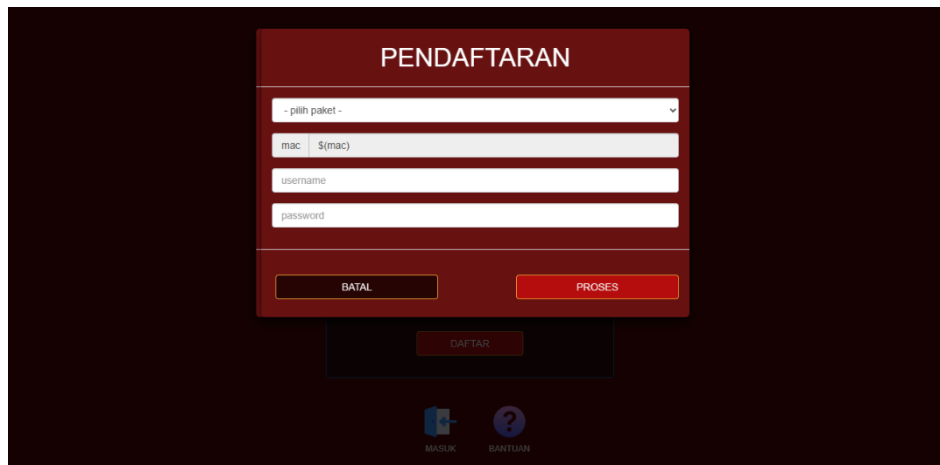 PENDAFTARAN
- pilih paket -
mac $(mac)
username
password
BATAL PROSES
DAFTAR
MASUK BANTUAN